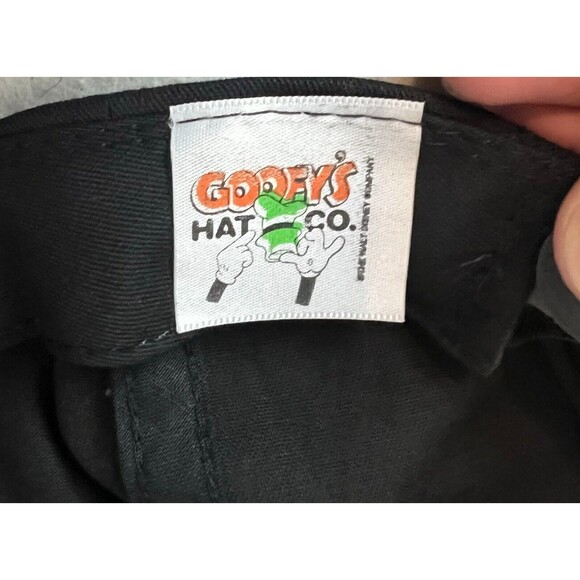 GOOFY'S
HAT CO.
©THE WALT DISNEY COMPANY